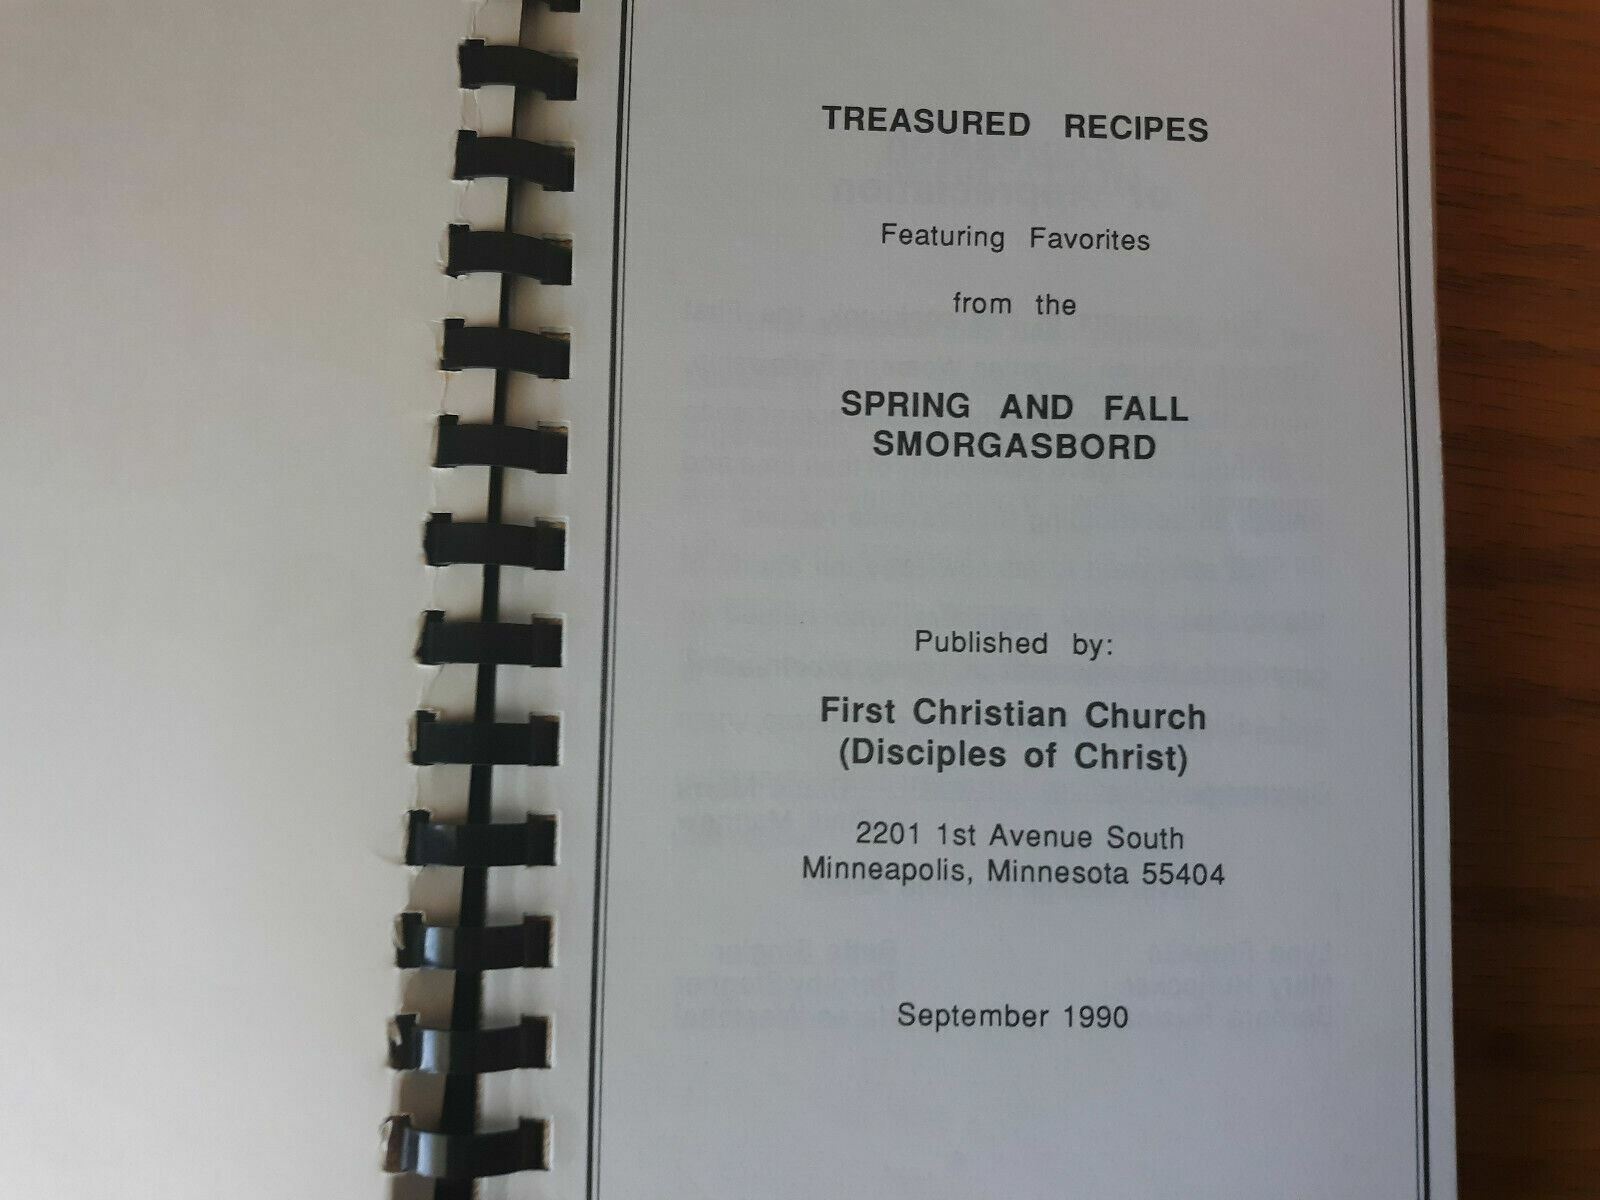 TREASURED RECIPES
Featuring Favorites
from the
SPRING AND FALL
SMORGASBORD
Published by:
First Christian Church
(Disciples of Christ)
2201 1st Avenue South
Minneapolis, Minnesota 55404
September 1990